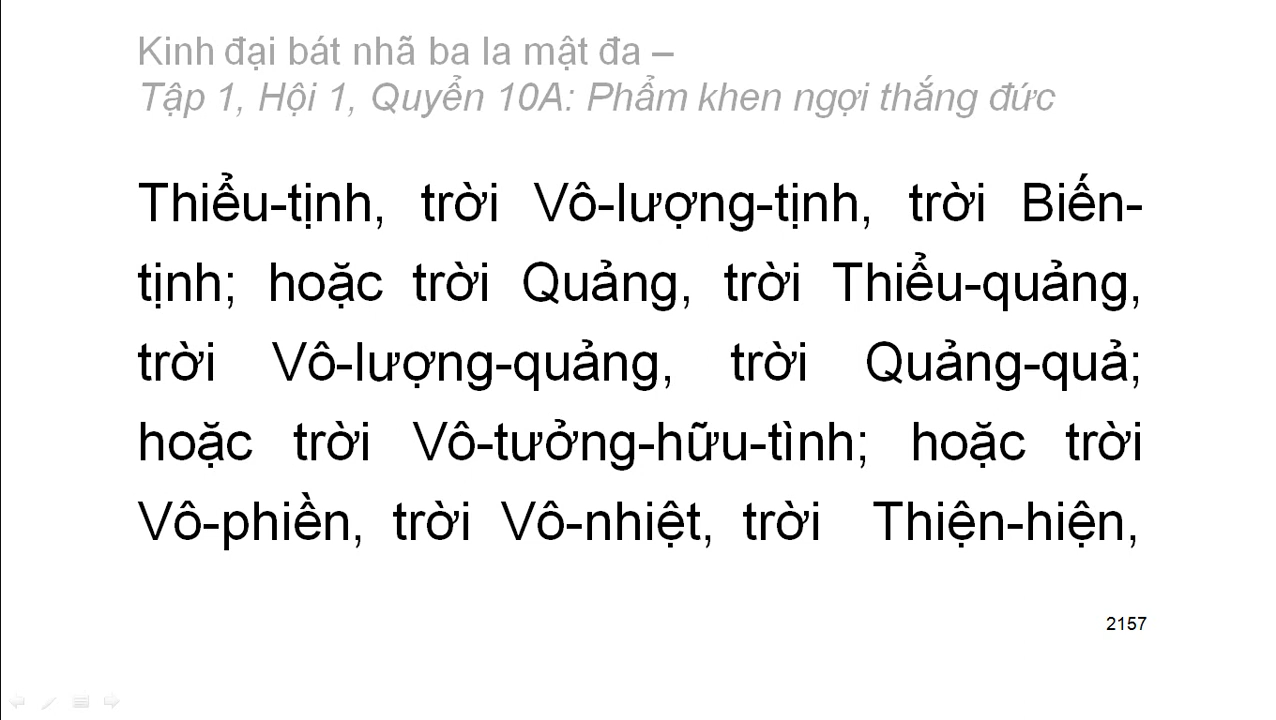 Kinh đại bát nhã ba la mật đa –
Tập 1, Hội 1, Quyển 10A: Phẩm khen ngợi thắng đức
Thiểu-tịnh, trời Vô-lượng-tịnh, trời Biến-
tịnh; hoặc trời Quảng, trời Thiểu-quảng,
trời Vô-lượng-quảng, trời Quảng-quả;
hoặc trời Vô-tưởng-hữu-tình; hoặc trời
Vô-phiền, trời Vô-nhiệt, trời Thiện-hiện,
2157